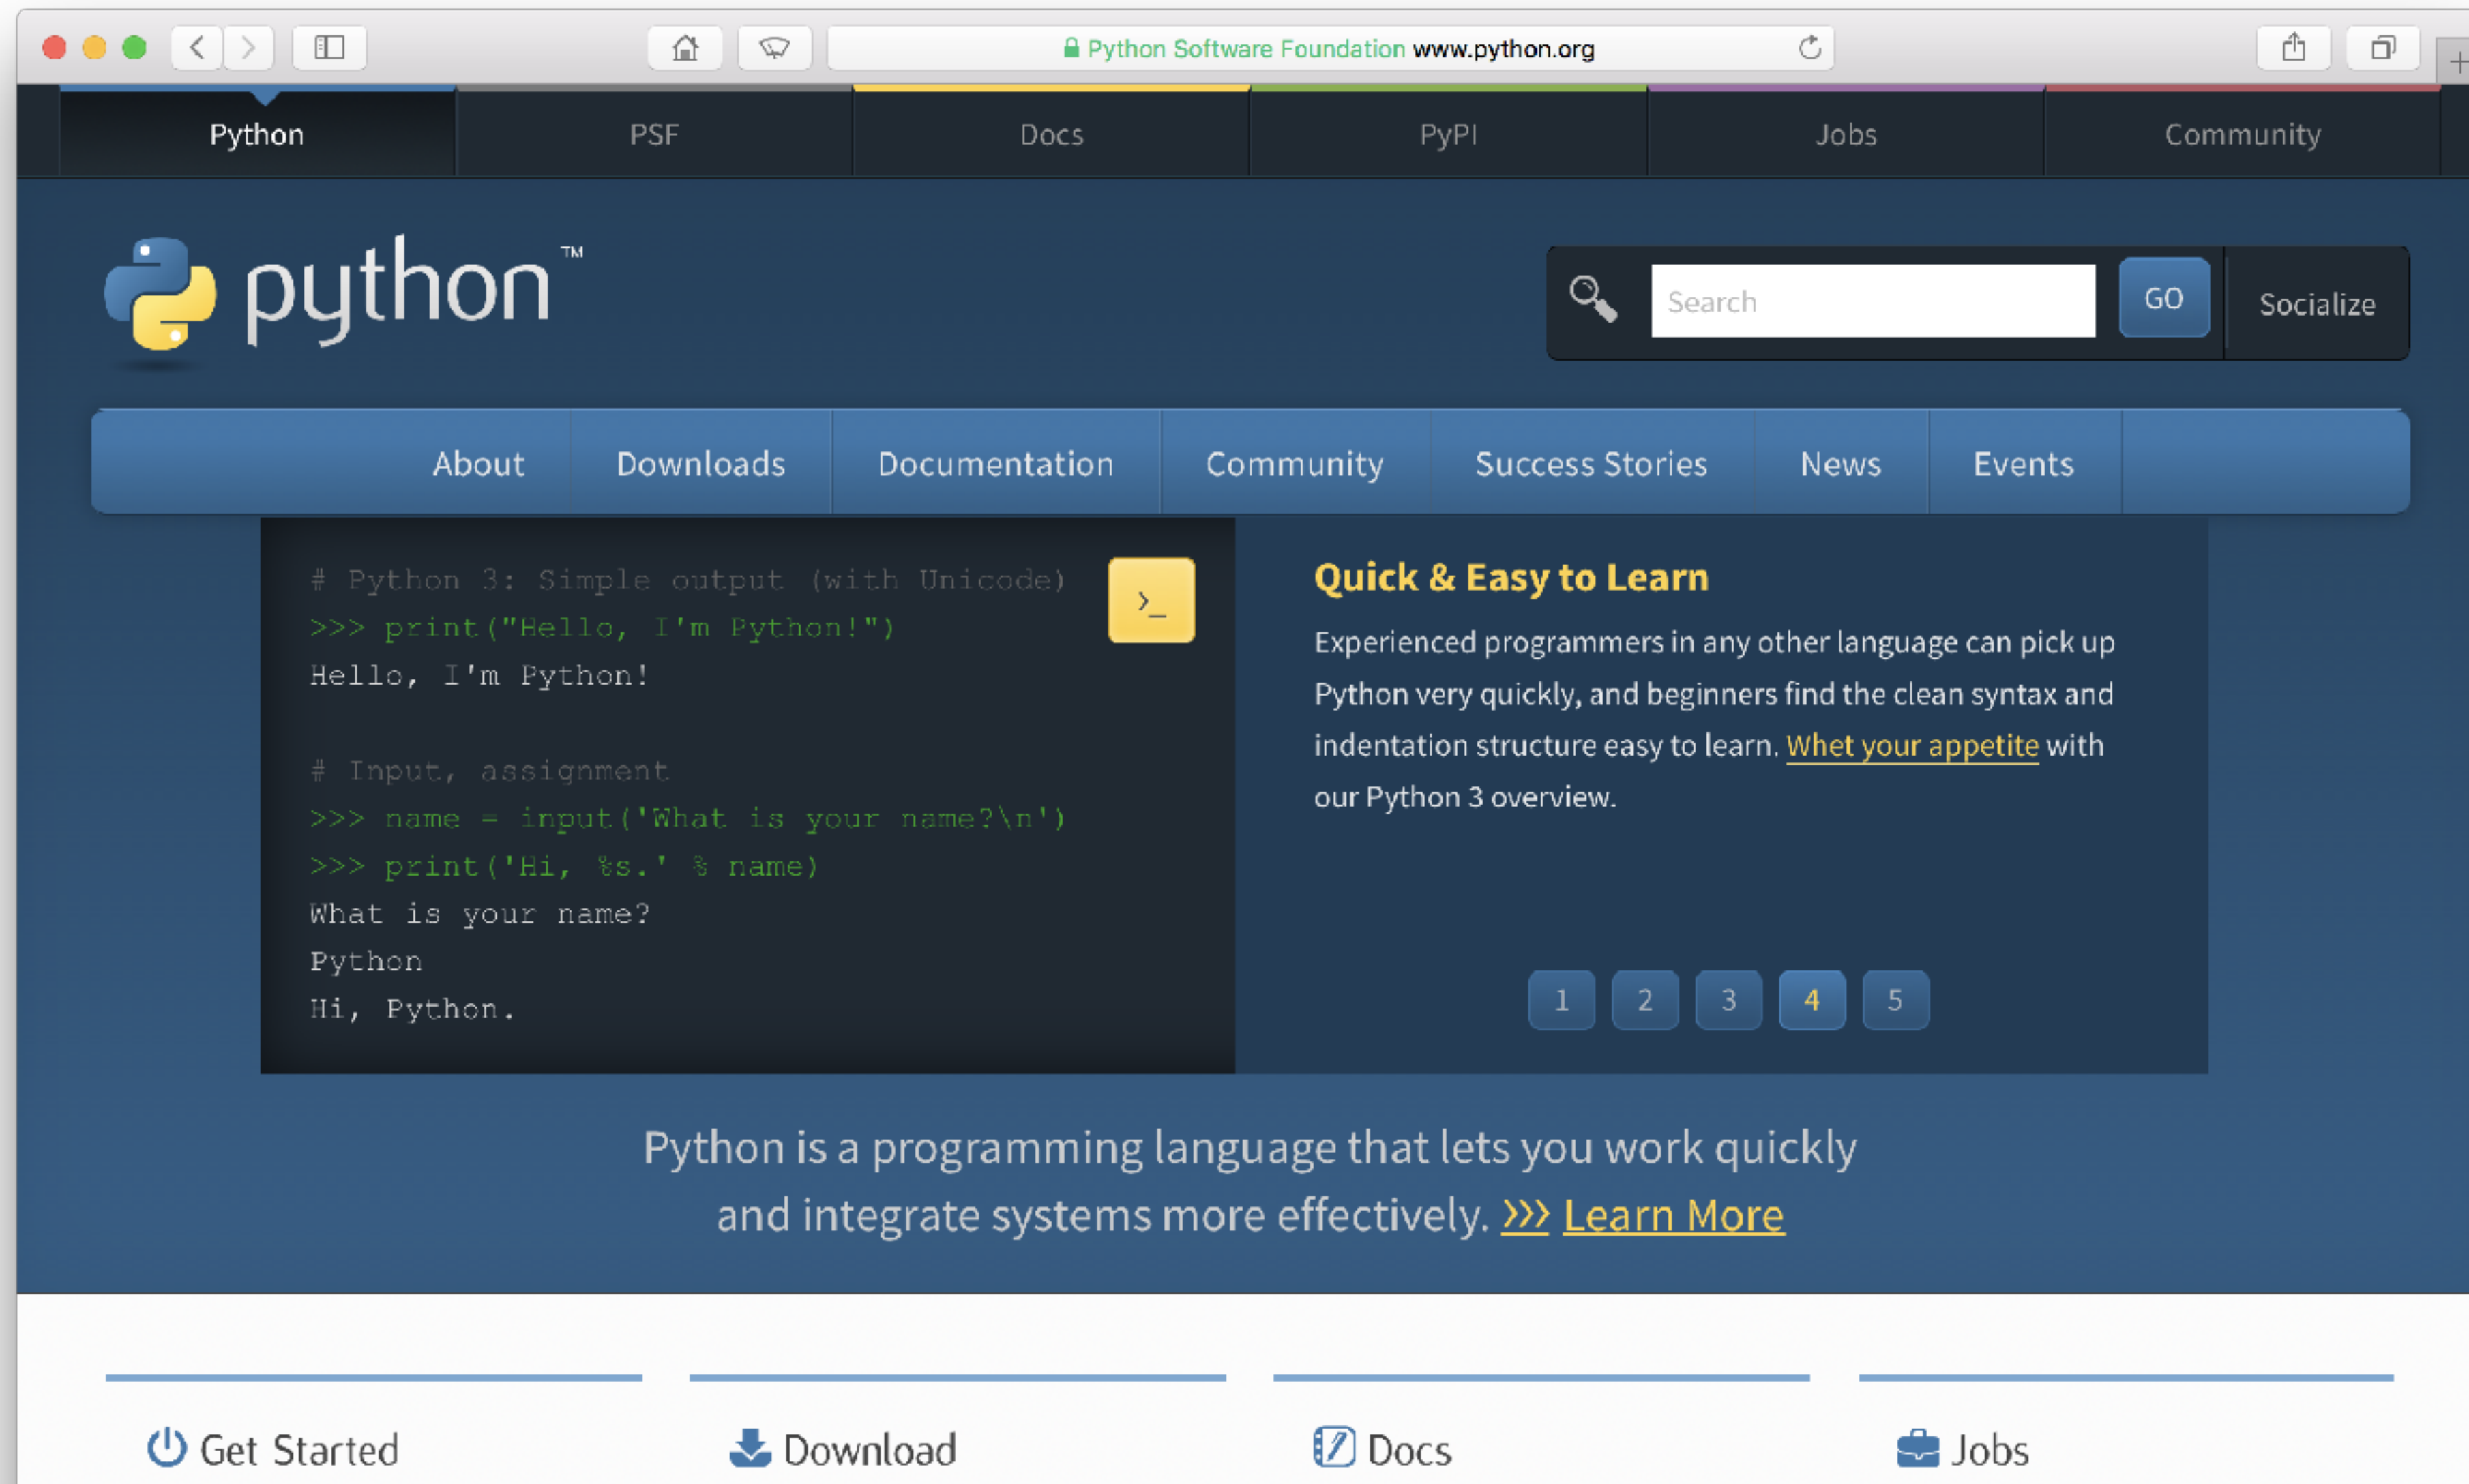 Python Software Foundation www.python.org
Python PSF Docs PyPI Jobs Community
python™
Search GO Socialize
About Downloads Documentation Community Success Stories News Events
# Python 3: Simple output (with Unicode)
>>> print("Hello, I'm Python!")
Hello, I'm Python!
# Input, assignment
>>> name = input('What is your name?\n')
>>> print('Hi, %s.' % name)
What is your name?
Python
Hi, Python.
>_
Quick & Easy to Learn
Experienced programmers in any other language can pick up
Python very quickly, and beginners find the clean syntax and
indentation structure easy to learn. Whet your appetite with
our Python 3 overview.
1 2 3 4 5
Python is a programming language that lets you work quickly
and integrate systems more effectively. >>> Learn More
Get Started Download Docs Jobs